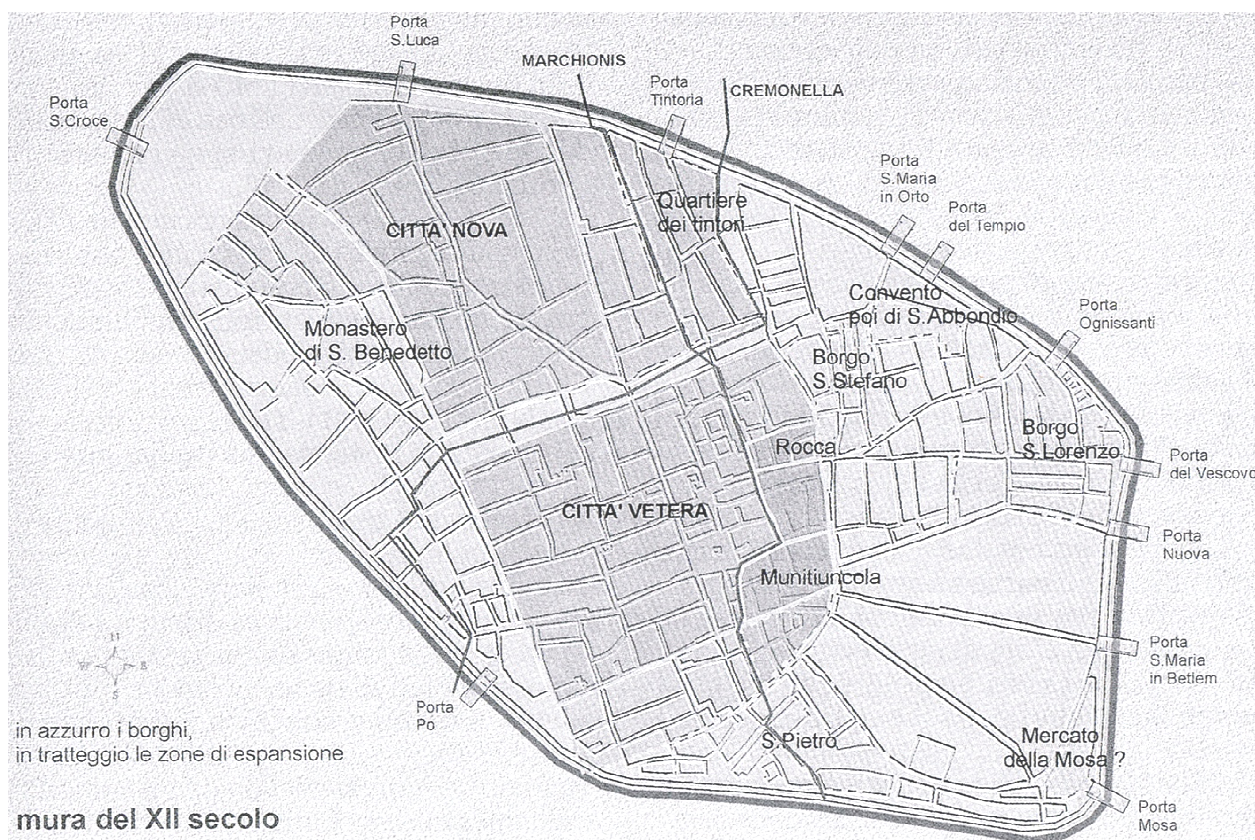 Porta
S.Luca
MARCHIONIS
Porta
Tintoria
CREMONELLA
Porta
S.Croce
Porta
S.Maria
in Orto
Porta
del Tempio
Quartiere
dei tintori
CITTA' NOVA
Convento
poi di S.Abbondio
Porta
Ognissanti
Monastero
di S. Benedetto
Borgo
S.Stefano
Borgo
S.Lorenzo
Rocca
Porta
del Vescovo
CITTA' VETERA
Porta
Nuova
Munitiuncola
Porta
S.Maria
in Betlem
N
W E
S
Porta
Po
in azzurro i borghi,
in tratteggio le zone di espansione
S.Pietro
Mercato
della Mosa ?
Porta
Mosa
mura del XII secolo